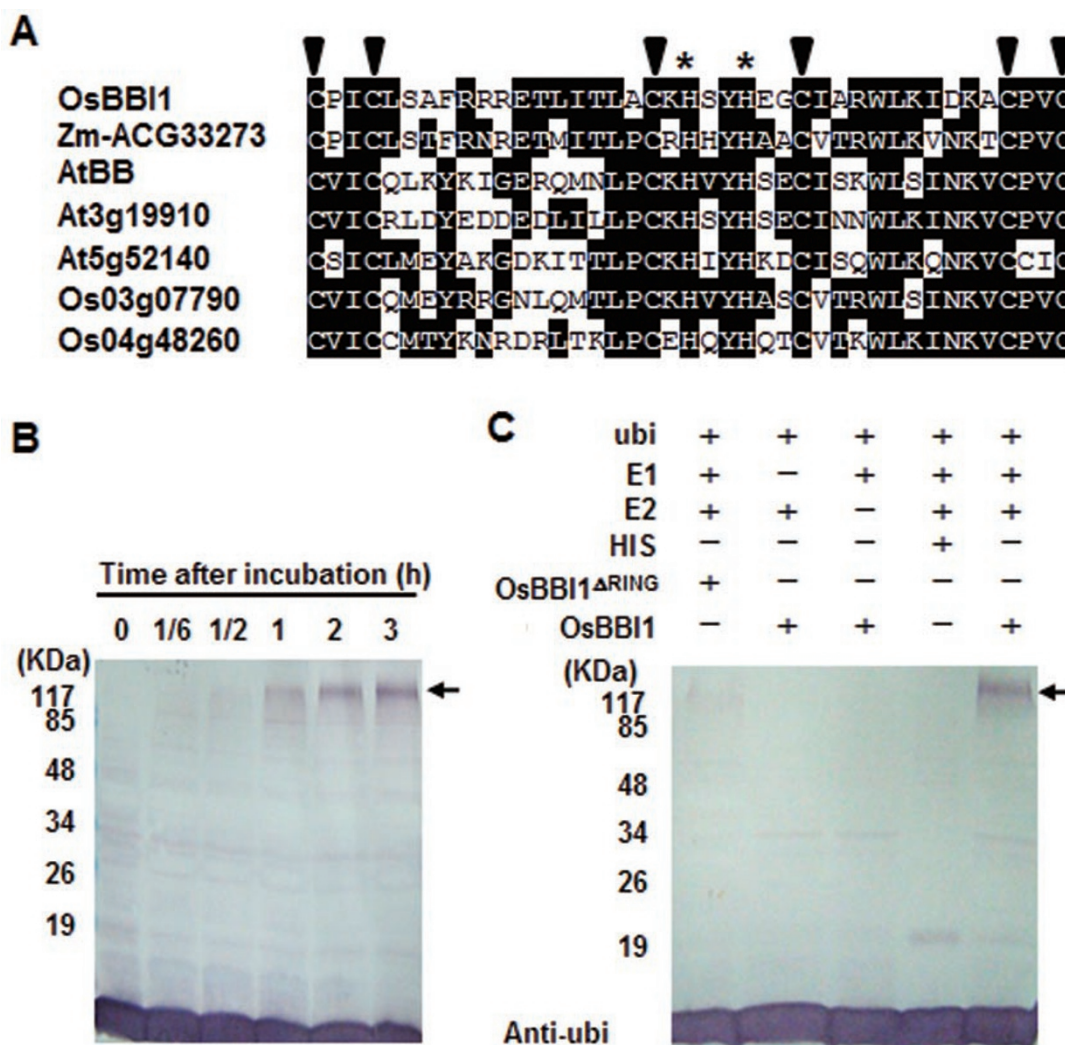 A
* *
OsBBI1 CPICLSAFRRRETLITLACKHSYHEGCIARWLKIDKACPVC
Zm-ACG33273 CPICLSTFRNRETMITLPCRHHYHAACVTRWLKVNKTCPVC
AtBB CVICQLKYKIGERQMNLPCKHVYHSECISKWLSINKVCPVC
At3g19910 CVICRLDYEDDEDLILLPCKHSYHSECINNWLKINKVCPVC
At5g52140 CSICLMEYAKGDKITTLPCKHIYHKDCISQWLKQNKVCCIC
Os03g07790 CVICQMEYRRGNLQMTLPCKHVYHASCVTRWLSINKVCPVC
Os04g48260 CVICCMTYKNRDRLTKLPCEHQYHQTCVTKWLKINKVCPVC
B
Time after incubation (h)
0 1/6 1/2 1 2 3
(KDa)
117
85
48
34
26
19
C
ubi + + + + +
E1 + − + + +
E2 + + − + +
HIS − − − + −
OsBBI1ΔRING + − − − −
OsBBI1 − + + − +
(KDa)
117
85
48
34
26
19
Anti-ubi